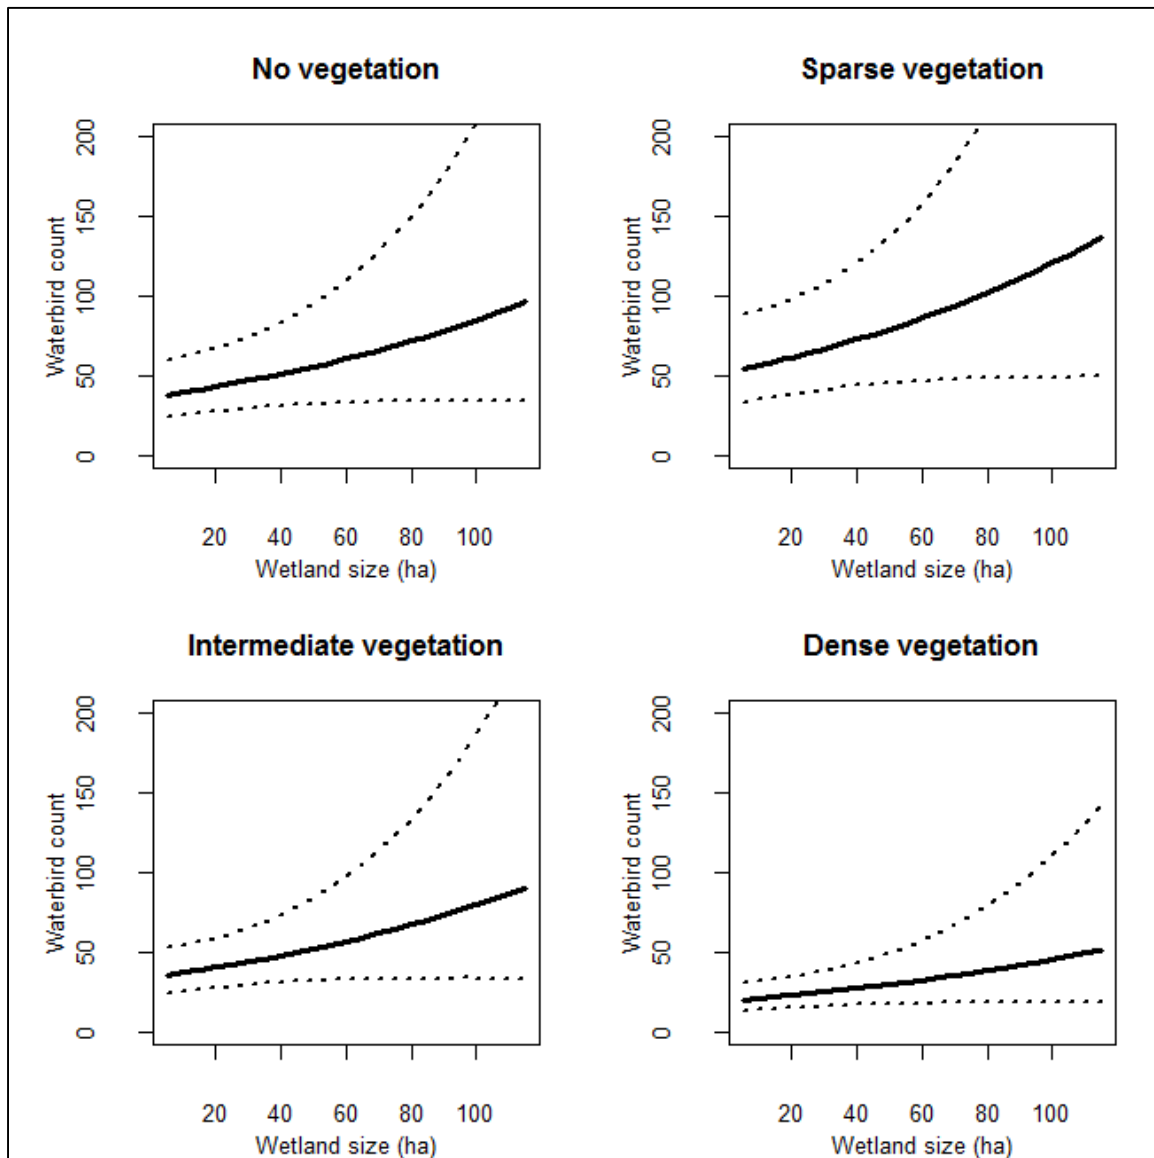 No vegetation
Waterbird count
200
150
100
50
0
20 40 60 80 100
Wetland size (ha)
Sparse vegetation
Waterbird count
200
150
100
50
0
20 40 60 80 100
Wetland size (ha)
Intermediate vegetation
Waterbird count
200
150
100
50
0
20 40 60 80 100
Wetland size (ha)
Dense vegetation
Waterbird count
200
150
100
50
0
20 40 60 80 100
Wetland size (ha)